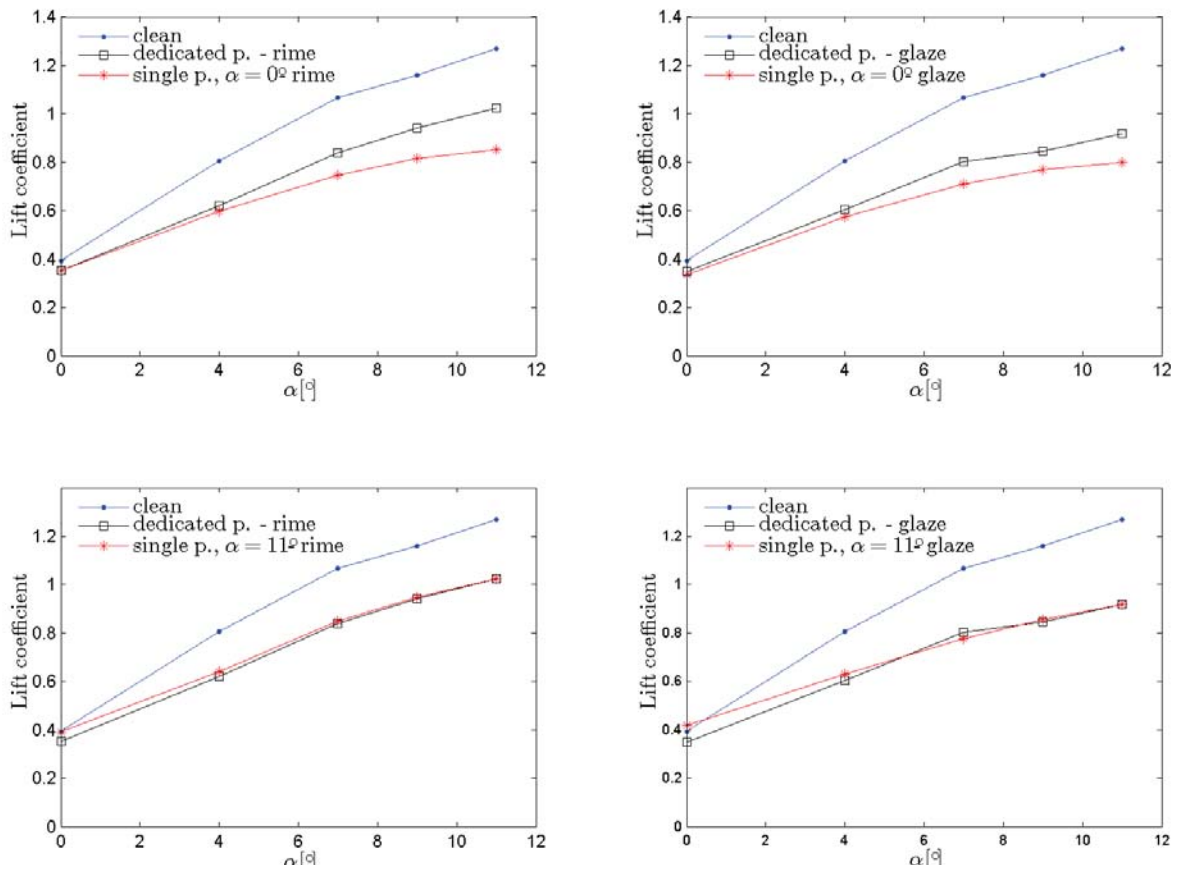 1.4
clean
dedicated p. - rime
single p., α = 0º rime
1.2
1
0.8
0.6
0.4
0.2
0
Lift coefficient
0 2 4 6 8 10 12
α[°]
1.4
clean
dedicated p. - glaze
single p., α = 0º glaze
1.2
1
0.8
0.6
0.4
0.2
0
Lift coefficient
0 2 4 6 8 10 12
α[°]
clean
dedicated p. - rime
single p., α = 11º rime
1.2
1
0.8
0.6
0.4
0.2
0
Lift coefficient
0 2 4 6 8 10 12
α[°]
clean
dedicated p. - glaze
single p., α = 11º glaze
1.2
1
0.8
0.6
0.4
0.2
0
Lift coefficient
0 2 4 6 8 10 12
α[°]